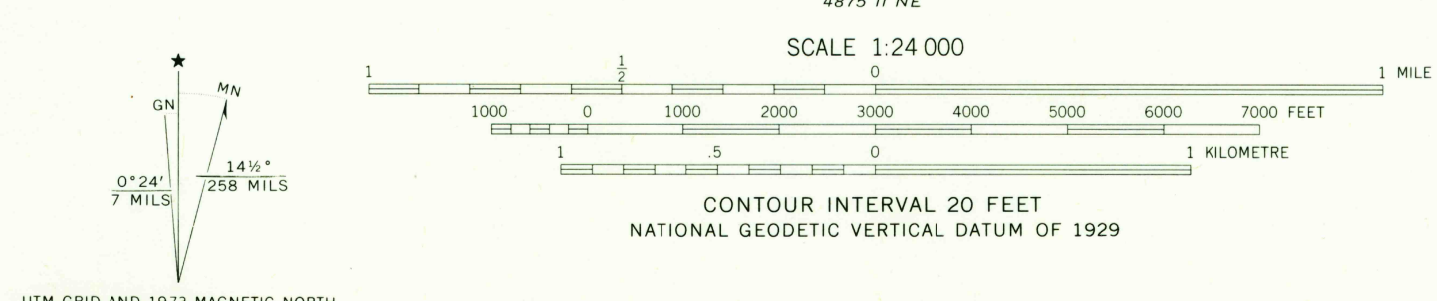 4875 II NE
SCALE 1:24 000
1 1/2 0 1 MILE
1000 0 1000 2000 3000 4000 5000 6000 7000 FEET
1 .5 0 1 KILOMETRE
CONTOUR INTERVAL 20 FEET
NATIONAL GEODETIC VERTICAL DATUM OF 1929
★
GN MN
0°24′ 14½°
7 MILS 258 MILS
UTM GRID AND 1973 MAGNETIC NORTH